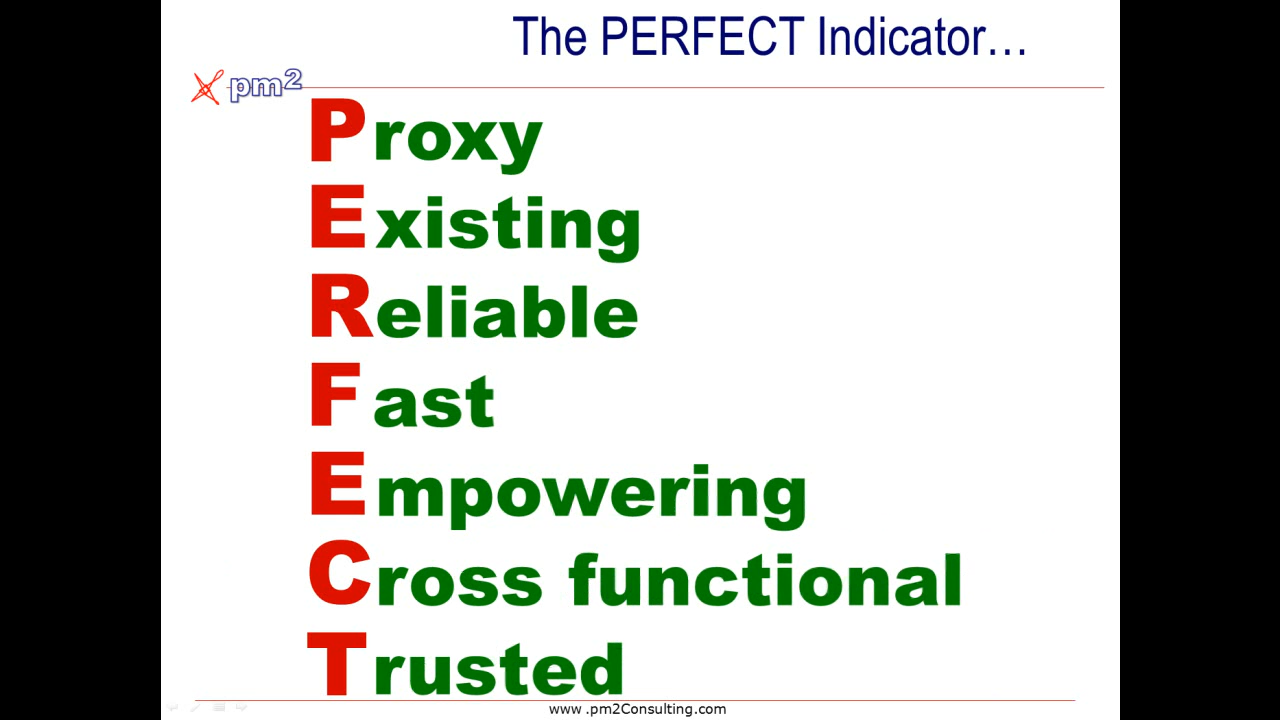 The PERFECT Indicator...
pm2
Proxy
Existing
Reliable
Fast
Empowering
Cross functional
Trusted
www .pm2Consulting.com